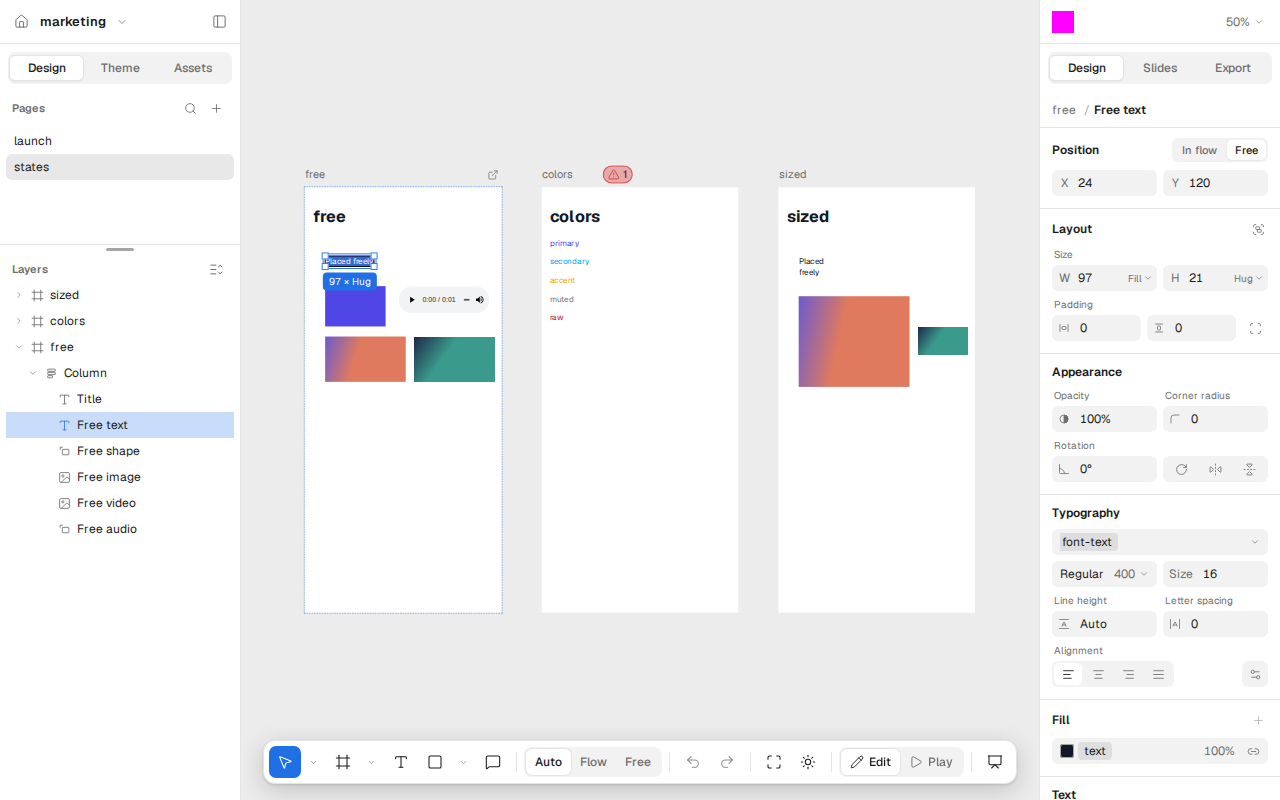 marketing
50%
Design
Theme
Assets
Design
Slides
Export
Pages
free / Free text
launch
states
Position
In flow
Free
X 24
Y 120
free
colors
1
sized
free
colors
sized
primary
secondary
accent
muted
raw
Placed freely
97 × Hug
0:00 / 0:01
Placed
freely
Layers
sized
colors
free
Column
Title
Free text
Free shape
Free image
Free video
Free audio
Layout
Size
W 97 Fill
H 21 Hug
Padding
0
0
Appearance
Opacity
Corner radius
100%
0
Rotation
0°
Typography
font-text
Regular 400
Size 16
Line height
Letter spacing
Auto
0
Alignment
Fill
text 100%
Text
Auto
Flow
Free
Edit
Play